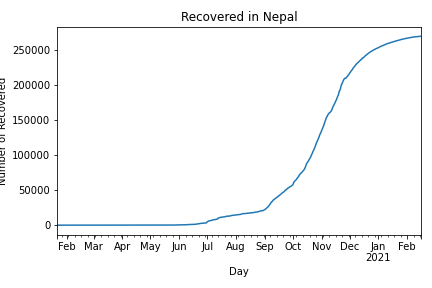 Recovered in Nepal
Number of Recovered
250000
200000
150000
100000
50000
0
Feb Mar Apr May Jun Jul Aug Sep Oct Nov Dec Jan Feb
2021
Day